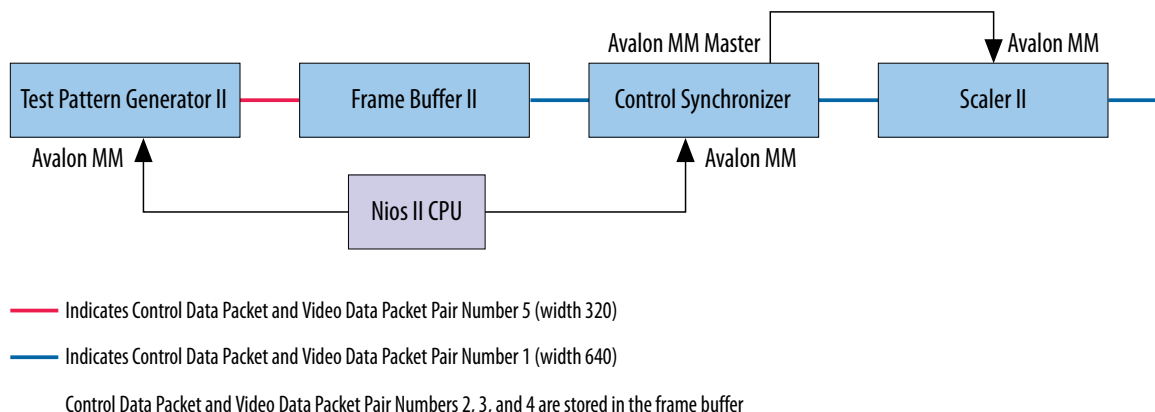 Avalon MM Master
Avalon MM
Test Pattern Generator II
Frame Buffer II
Control Synchronizer
Scaler II
Avalon MM
Avalon MM
Nios II CPU
Indicates Control Data Packet and Video Data Packet Pair Number 5 (width 320)
Indicates Control Data Packet and Video Data Packet Pair Number 1 (width 640)
Control Data Packet and Video Data Packet Pair Numbers 2, 3, and 4 are stored in the frame buffer